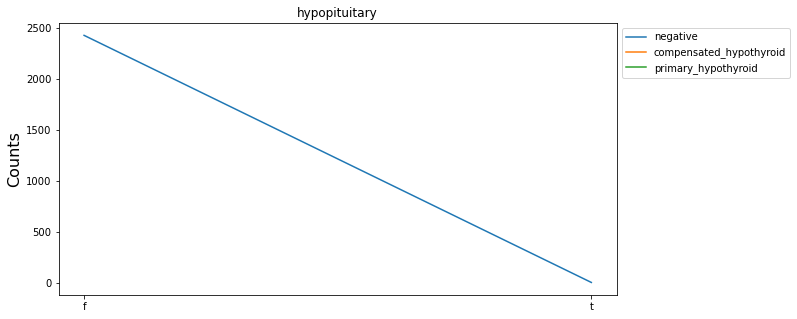 hypopituitary
negative
compensated_hypothyroid
primary_hypothyroid
Counts
2500
2000
1500
1000
500
0
f
t